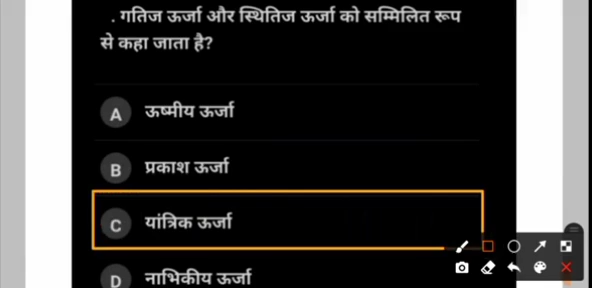 . गतिज ऊर्जा और स्थितिज ऊर्जा को सम्मिलित रूप
से कहा जाता है?
A ऊष्मीय ऊर्जा
B प्रकाश ऊर्जा
C यांत्रिक ऊर्जा
D नाभिकीय ऊर्जा